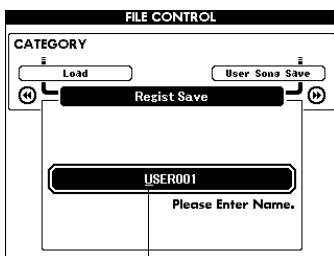 FILE CONTROL
CATEGORY
Load
User Song Save
Regist Save
USER001
Please Enter Name.